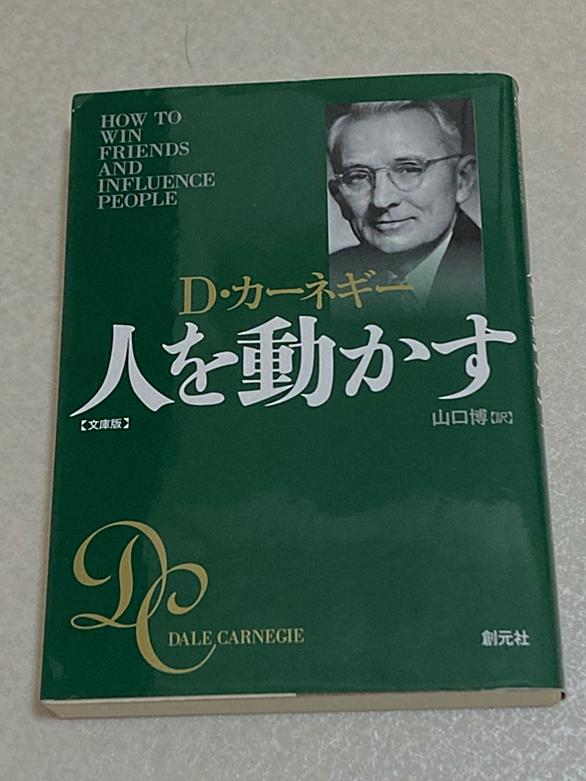 HOW TO
WIN
FRIENDS
AND
INFLUENCE
PEOPLE
D・カーネギー
人を動かす
【文庫版】
山口博【訳】
DC
DALE CARNEGIE
創元社